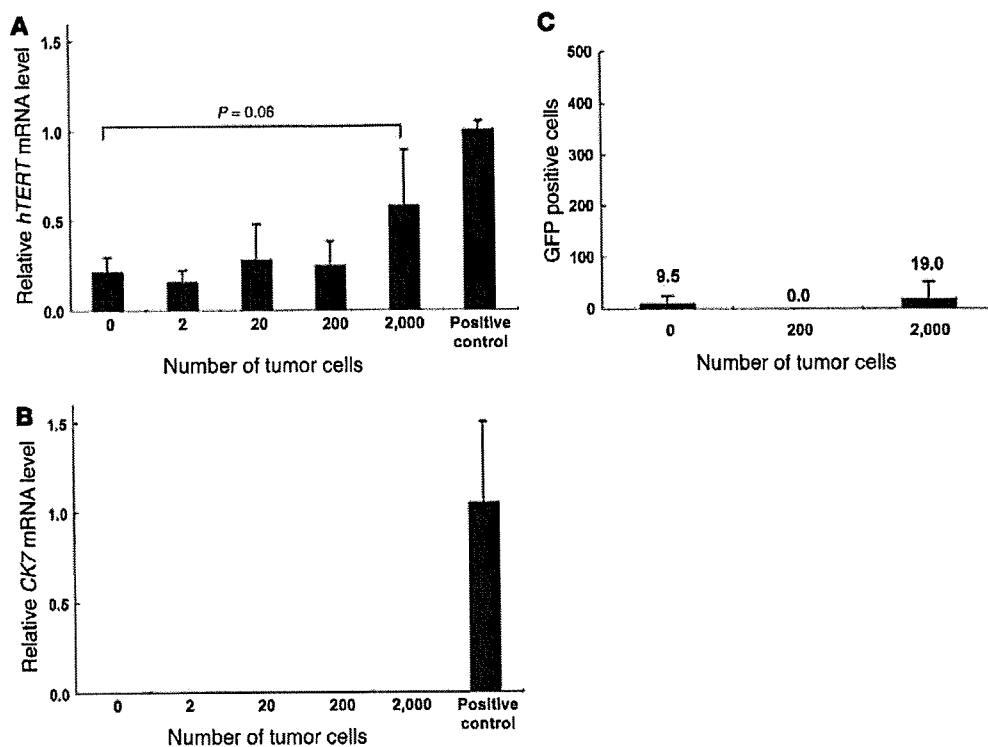 A
Relative hTERT mRNA level
1.5
1.0
0.5
0.0
P = 0.06
0 2 20 200 2,000 Positive control
Number of tumor cells
C
GFP positive cells
500
400
300
200
100
0
9.5 0.0 19.0
0 200 2,000
Number of tumor cells
B
Relative CK7 mRNA level
1.5
1.0
0.5
0.0
0 2 20 200 2,000 Positive control
Number of tumor cells